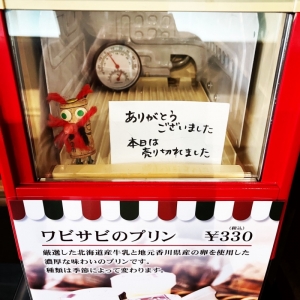 ありがとう
ございました
本日は
売り切れました
ワビサビのプリン ¥330
(税込)
厳選した北海道産牛乳と地元香川県産の卵を使用した
濃厚な味わいのプリンです。
種類は季節によって変わります。